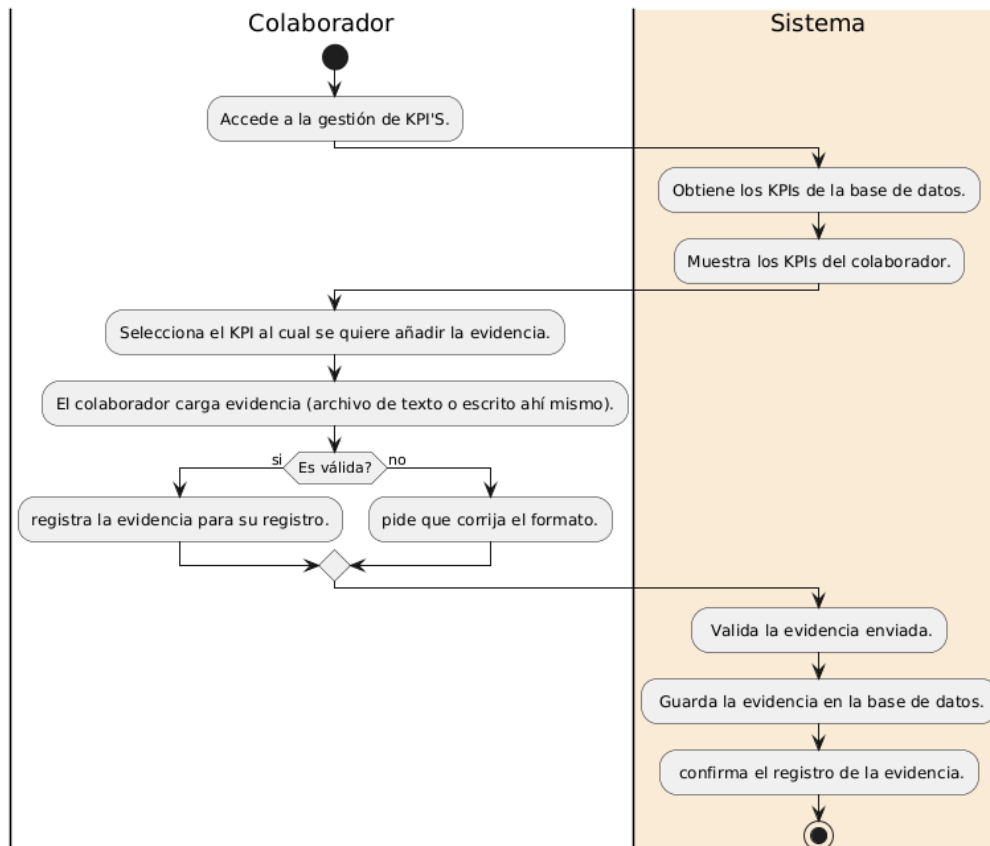 Colaborador
Sistema
Accede a la gestión de KPI'S.
Obtiene los KPIs de la base de datos.
Muestra los KPIs del colaborador.
Selecciona el KPI al cual se quiere añadir la evidencia.
El colaborador carga evidencia (archivo de texto o escrito ahí mismo).
si
Es válida?
no
registra la evidencia para su registro.
pide que corrija el formato.
Valida la evidencia enviada.
Guarda la evidencia en la base de datos.
confirma el registro de la evidencia.